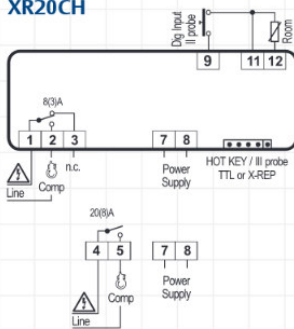 XR20CH
Dig Input
II probe
Room
9 11 12
8(3)A
1 2 3
7 8
Line
Comp
n.c.
Power
Supply
HOT KEY / III probe
TTL or X-REP
20(8)A
4 5
7 8
Line
Comp
Power
Supply